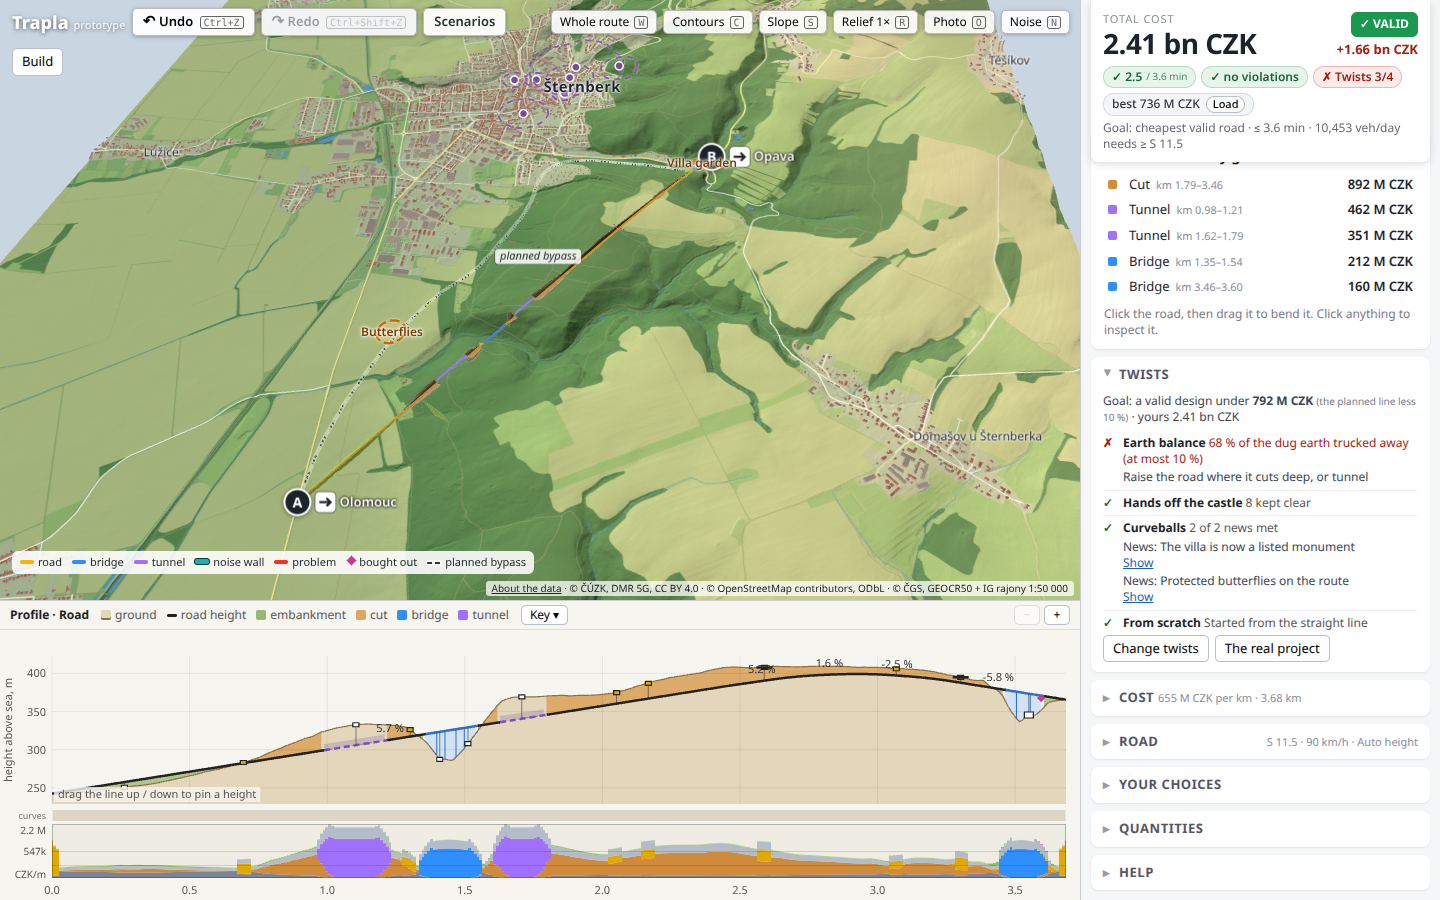 Trapla prototype
↶ Undo Ctrl+Z
↷ Redo Ctrl+Shift+Z
Scenarios
Whole route W
Contours C
Slope S
Relief 1× R
Photo O
Noise N
Build
Těšíkov
Šternberk
Lužice
B → Opava
Villa garden
planned bypass
Butterflies
Domašov u Šternberka
A → Olomouc
road bridge tunnel noise wall problem bought out planned bypass
About the data · © ČÚZK, DMR 5G, CC BY 4.0 · © OpenStreetMap contributors, ODbL · © ČGS, GEOCR50 + IG rajony 1:50 000
Profile · Road ground road height embankment cut bridge tunnel Key ▾
− +
height above sea, m
400
350
300
250
5.7 %
5.2 %
1.6 %
-2.5 %
-5.8 %
drag the line up / down to pin a height
curves
2.2 M
547k
CZK/m
0.0 0.5 1.0 1.5 2.0 2.5 3.0 3.5
TOTAL COST
✓ VALID
2.41 bn CZK
+1.66 bn CZK
✓ 2.5 / 3.6 min
✓ no violations
✗ Twists 3/4
best 736 M CZK Load
Goal: cheapest valid road · ≤ 3.6 min · 10,453 veh/day
needs ≥ S 11.5
Cut km 1.79–3.46 892 M CZK
Tunnel km 0.98–1.21 462 M CZK
Tunnel km 1.62–1.79 351 M CZK
Bridge km 1.35–1.54 212 M CZK
Bridge km 3.46–3.60 160 M CZK
Click the road, then drag it to bend it. Click anything to
inspect it.
▼ TWISTS
Goal: a valid design under 792 M CZK (the planned line less
10 %) · yours 2.41 bn CZK
✗ Earth balance 68 % of the dug earth trucked away
(at most 10 %)
Raise the road where it cuts deep, or tunnel
✓ Hands off the castle 8 kept clear
✓ Curveballs 2 of 2 news met
News: The villa is now a listed monument
Show
News: Protected butterflies on the route
Show
✓ From scratch Started from the straight line
Change twists
The real project
▶ COST 655 M CZK per km · 3.68 km
▶ ROAD S 11.5 · 90 km/h · Auto height
▶ YOUR CHOICES
▶ QUANTITIES
▶ HELP